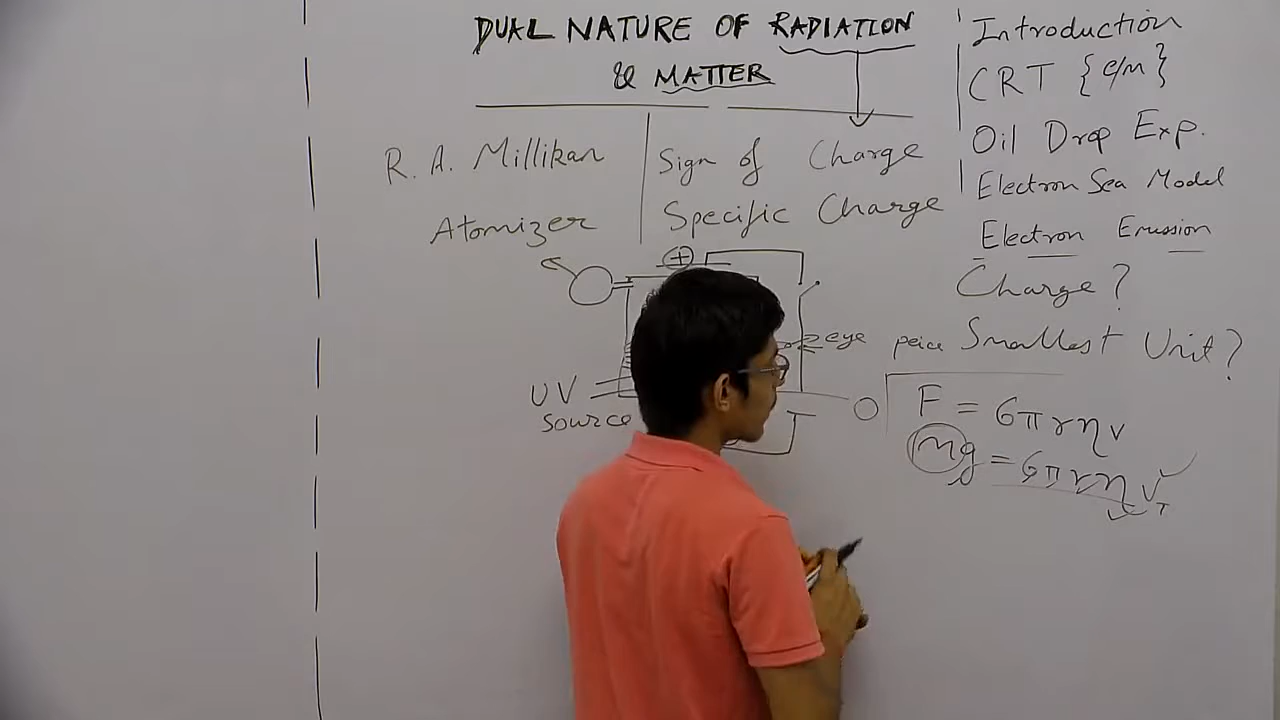 DUAL NATURE OF RADIATION
& MATTER
R. A. Millikan
Atomizer
Sign of Charge
Specific Charge
+
UV
source
eye peice
Introduction
CRT {e/m}
Oil Drop Exp.
Electron Sea Model
Electron Emission
Charge?
Smallest Unit?
F = 6πrηv
mg = 6πrηv_T